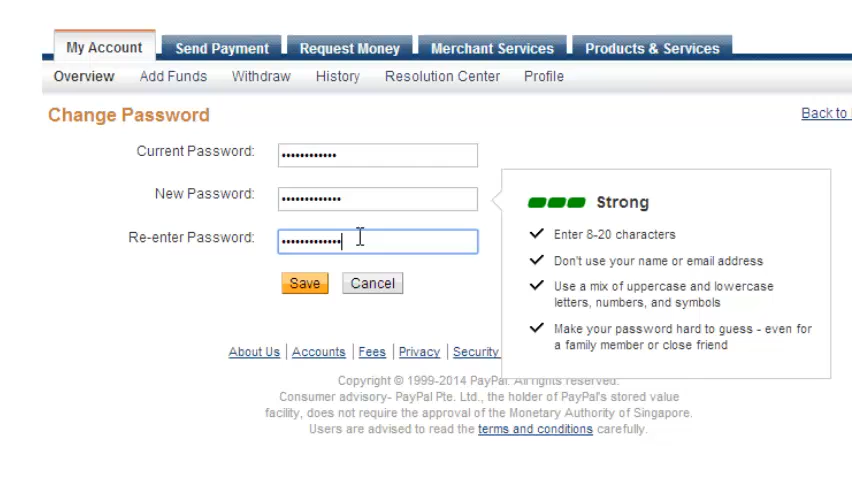 My Account Send Payment Request Money Merchant Services Products & Services
Overview Add Funds Withdraw History Resolution Center Profile
Change Password
Back to
Current Password: ••••••••••••
New Password: •••••••••••••
Re-enter Password: •••••••••••••
Save Cancel
Strong
Enter 8-20 characters
Don't use your name or email address
Use a mix of uppercase and lowercase
letters, numbers, and symbols
Make your password hard to guess - even for
a family member or close friend
About Us Accounts Fees Privacy Security
Copyright © 1999-2014 PayPal. All rights reserved.
Consumer advisory- PayPal Pte. Ltd., the holder of PayPal's stored value
facility, does not require the approval of the Monetary Authority of Singapore.
Users are advised to read the terms and conditions carefully.